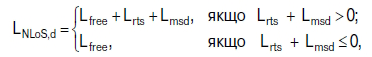 L_NLoS,d = { L_free + L_rts + L_msd, якщо L_rts + L_msd > 0;
L_free, якщо L_rts + L_msd ≤ 0,